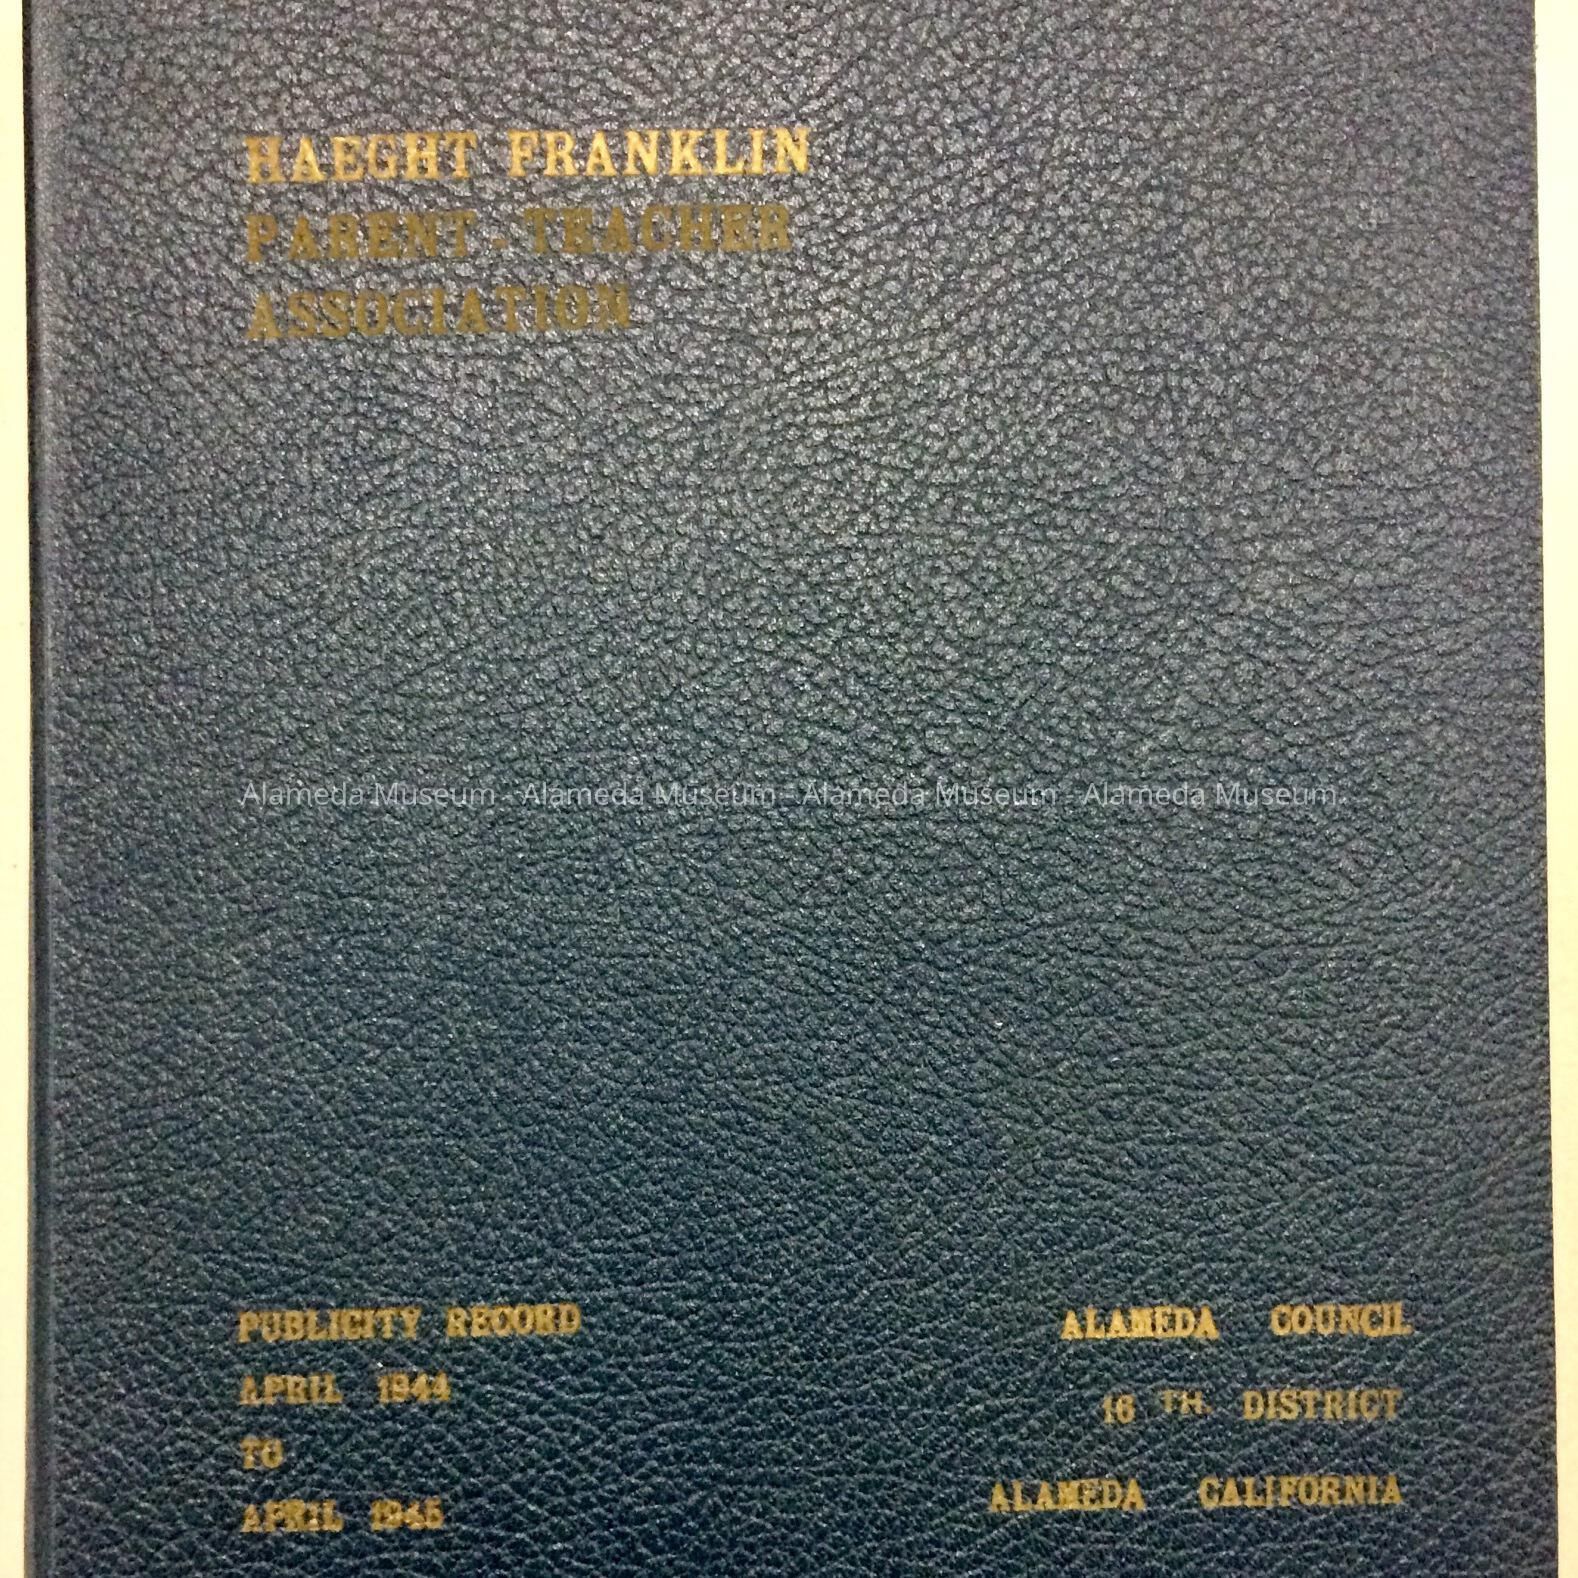 HAEGHT FRANKLIN
PARENT-TEACHER
ASSOCIATION
Alameda Museum - Alameda Museum - Alameda Museum - Alameda Museum
PUBLICITY RECORD
APRIL 1944
TO
APRIL 1945
ALAMEDA COUNCIL
16 TH. DISTRICT
ALAMEDA CALIFORNIA